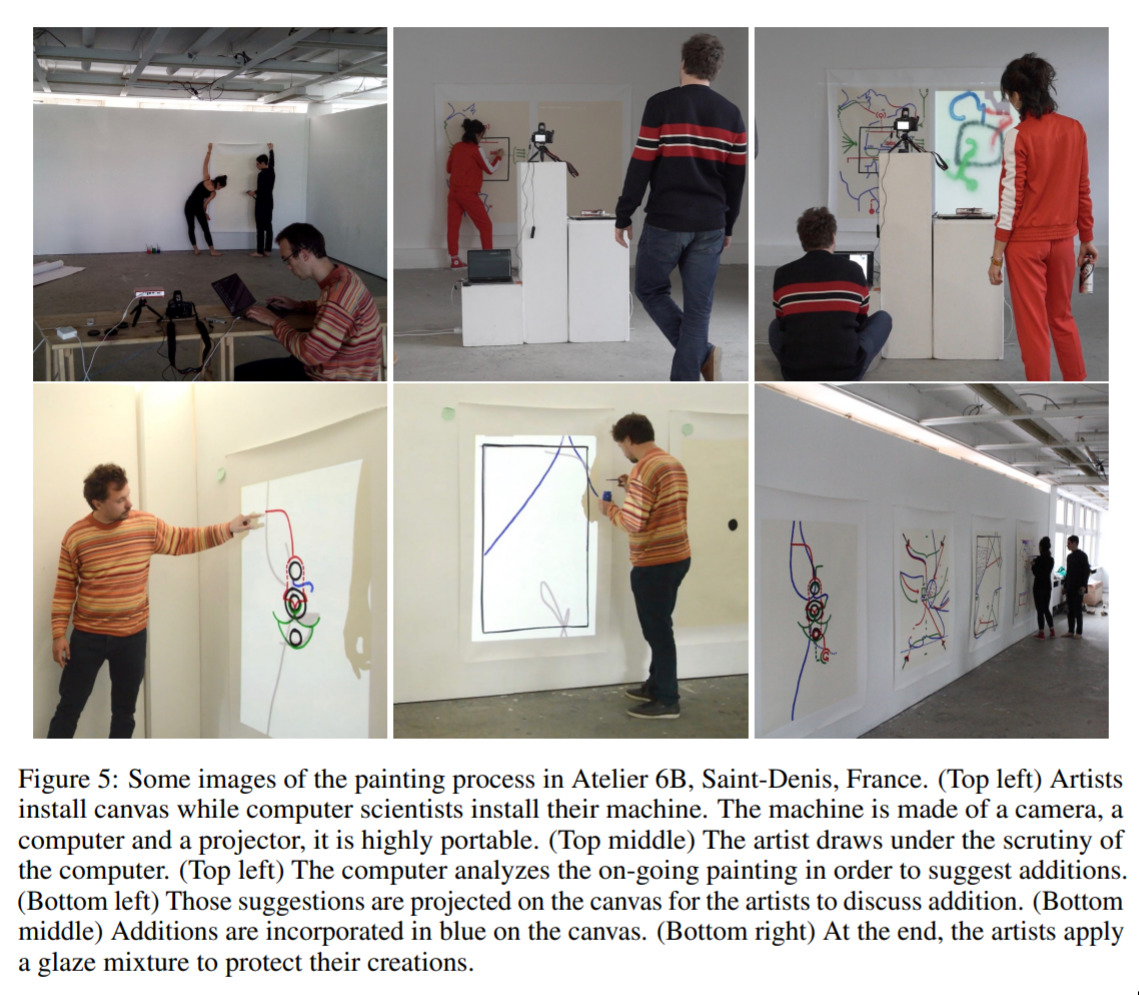 Figure 5: Some images of the painting process in Atelier 6B, Saint-Denis, France. (Top left) Artists
install canvas while computer scientists install their machine. The machine is made of a camera, a
computer and a projector, it is highly portable. (Top middle) The artist draws under the scrutiny of
the computer. (Top left) The computer analyzes the on-going painting in order to suggest additions.
(Bottom left) Those suggestions are projected on the canvas for the artists to discuss addition. (Bottom
middle) Additions are incorporated in blue on the canvas. (Bottom right) At the end, the artists apply
a glaze mixture to protect their creations.